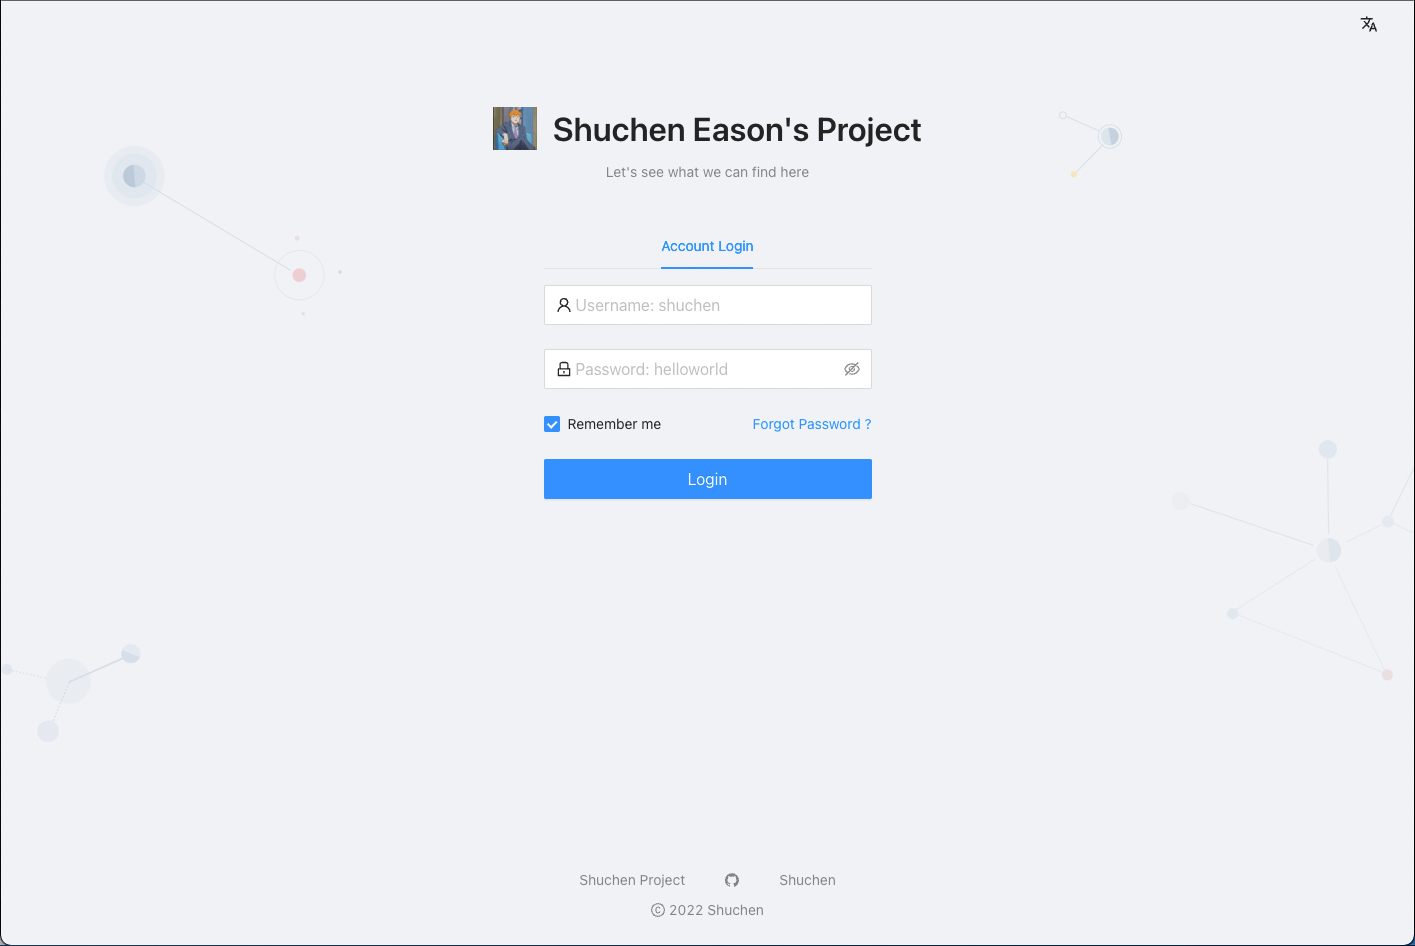 Shuchen Eason's Project
Let's see what we can find here
Account Login
Username: shuchen
Password: helloworld
Remember me Forgot Password ?
Login
Shuchen Project Shuchen
© 2022 Shuchen